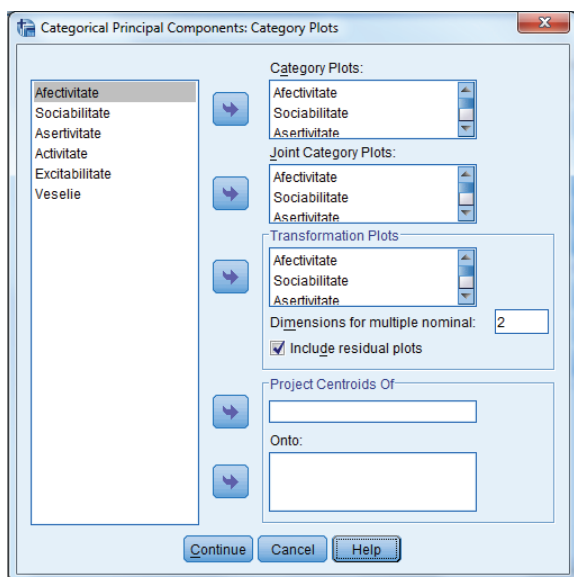 Categorical Principal Components: Category Plots
Afectivitate
Sociabilitate
Asertivitate
Activitate
Excitabilitate
Veselie
Category Plots:
Afectivitate
Sociabilitate
Asertivitate
Joint Category Plots:
Afectivitate
Sociabilitate
Asertivitate
Transformation Plots
Afectivitate
Sociabilitate
Asertivitate
Dimensions for multiple nominal: 2
Include residual plots
Project Centroids Of
Onto:
Continue Cancel Help